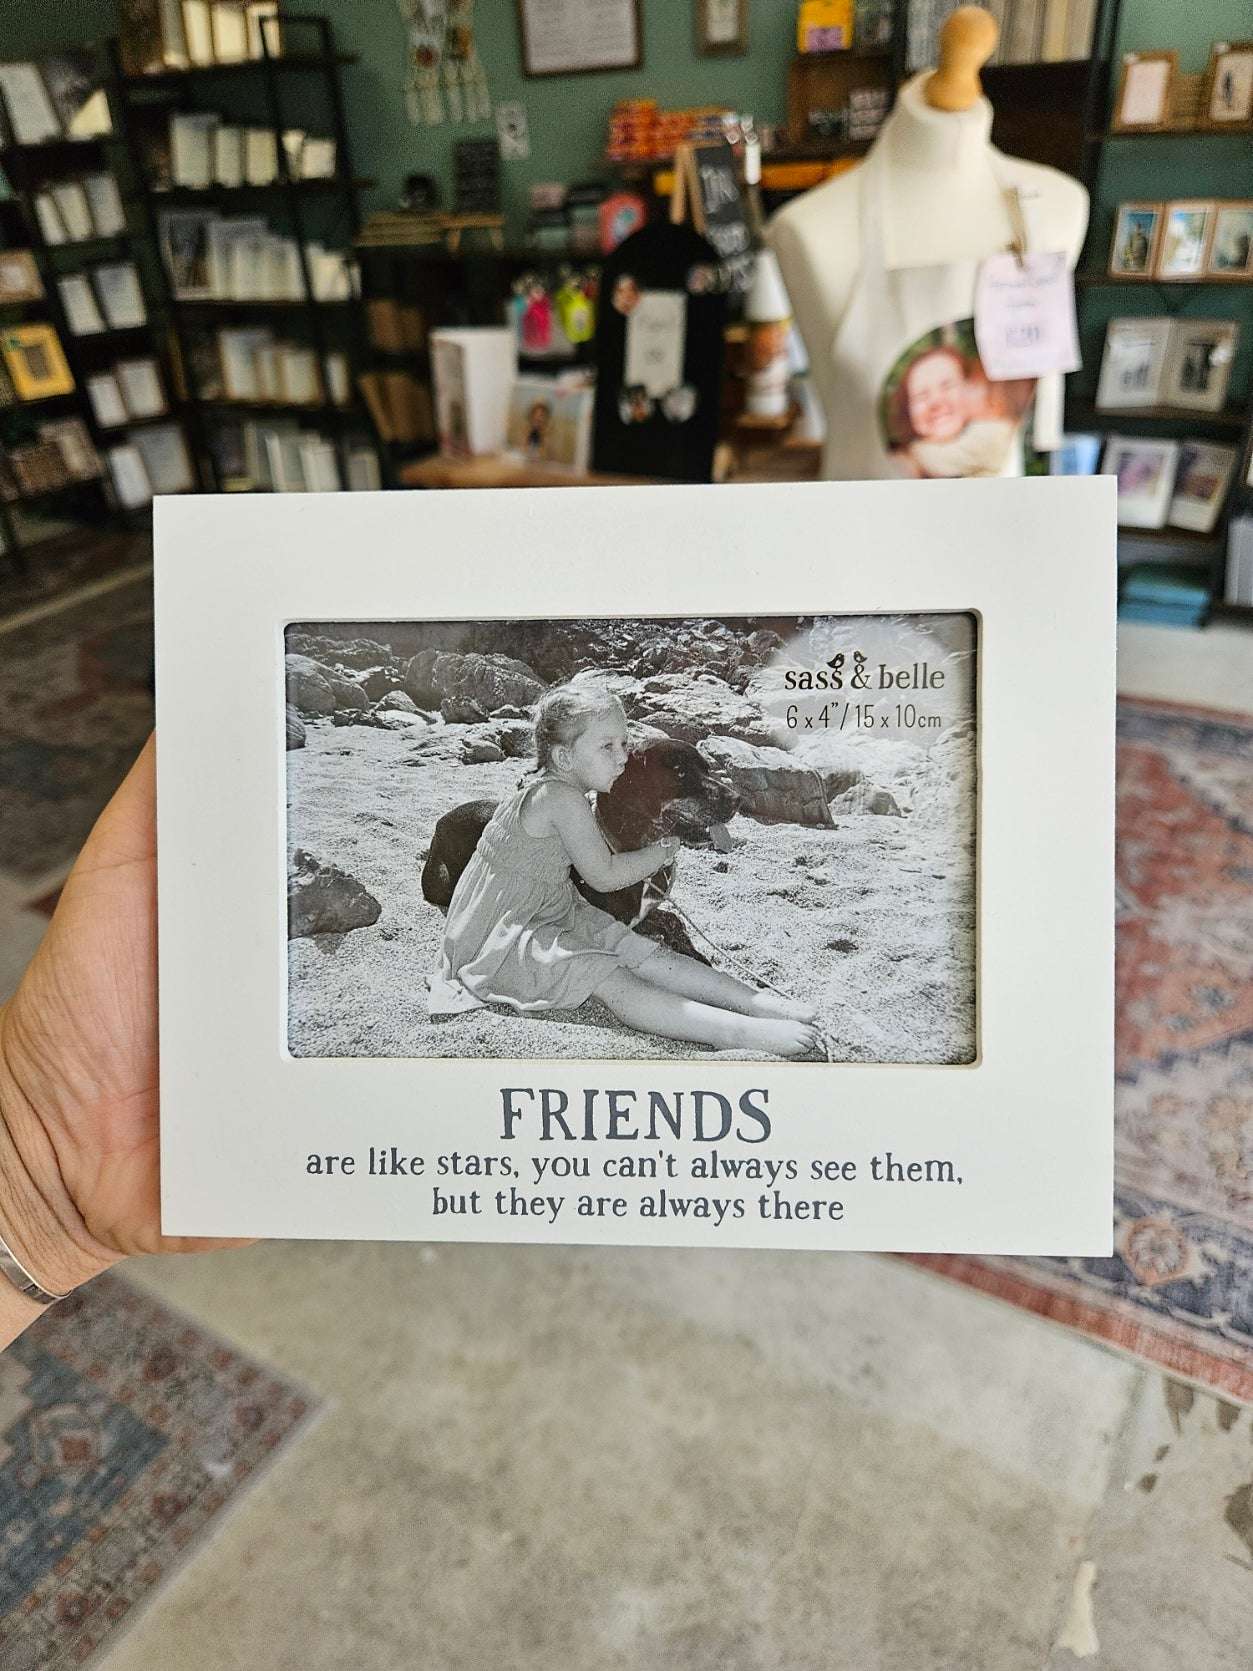 sass & belle
6 x 4"/ 15 x 10cm
FRIENDS
are like stars, you can't always see them,
but they are always there